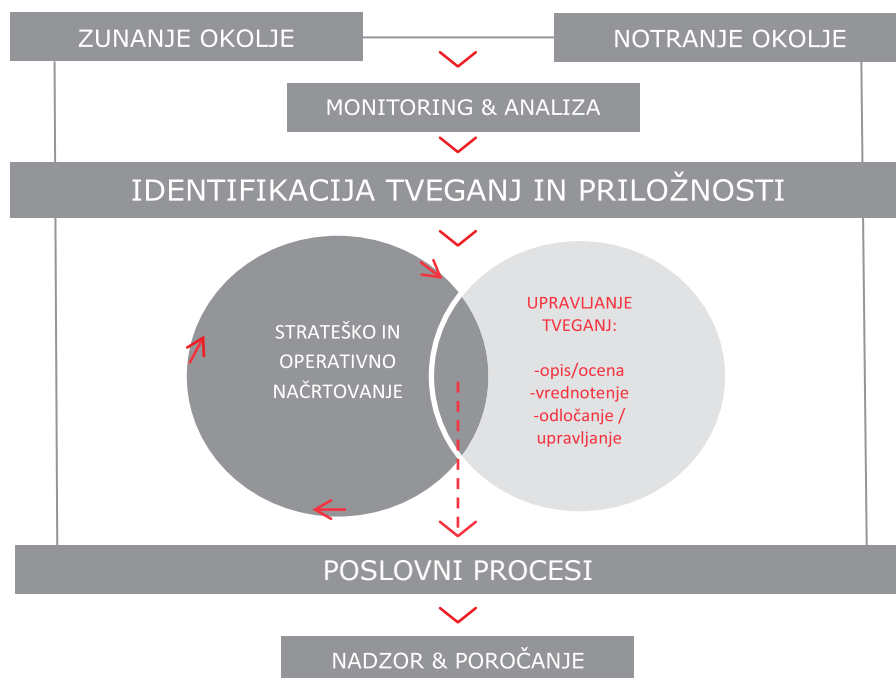 ZUNANJE OKOLJE
NOTRANJE OKOLJE
MONITORING & ANALIZA
IDENTIFIKACIJA TVEGANJ IN PRILOŽNOSTI
STRATEŠKO IN
OPERATIVNO
NAČRTOVANJE
UPRAVLJANJE
TVEGANJ:
-opis/ocena
-vrednotenje
-odločanje /
upravljanje
POSLOVNI PROCESI
NADZOR & POROČANJE